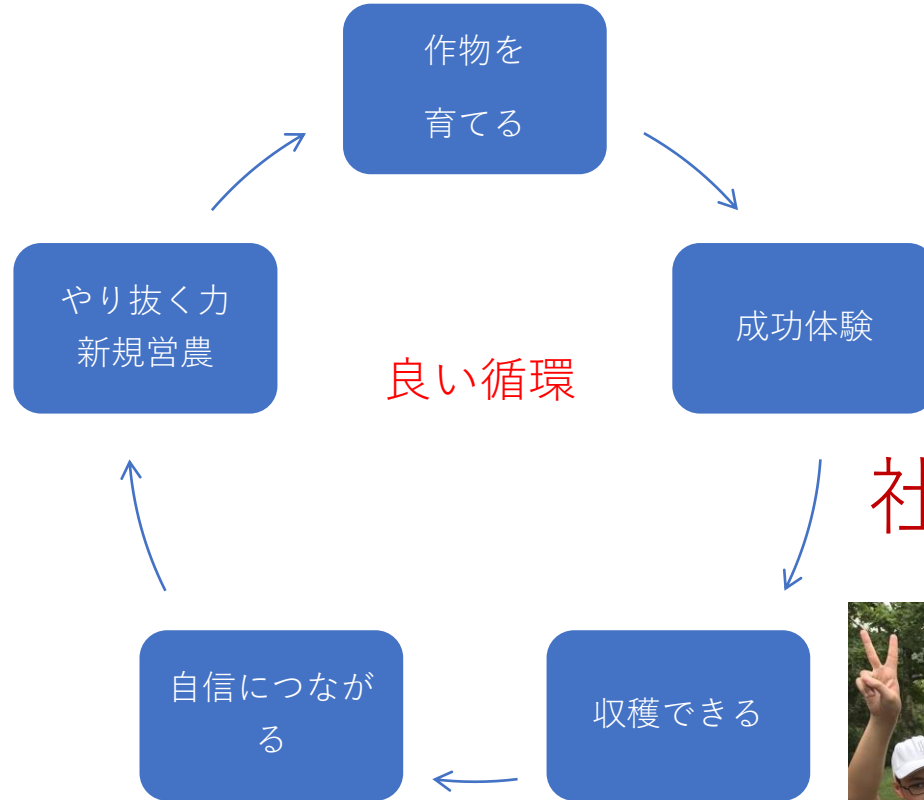 作物を
育てる
やり抜く力
新規営農
成功体験
良い循環
社
自信につなが
る
収穫できる